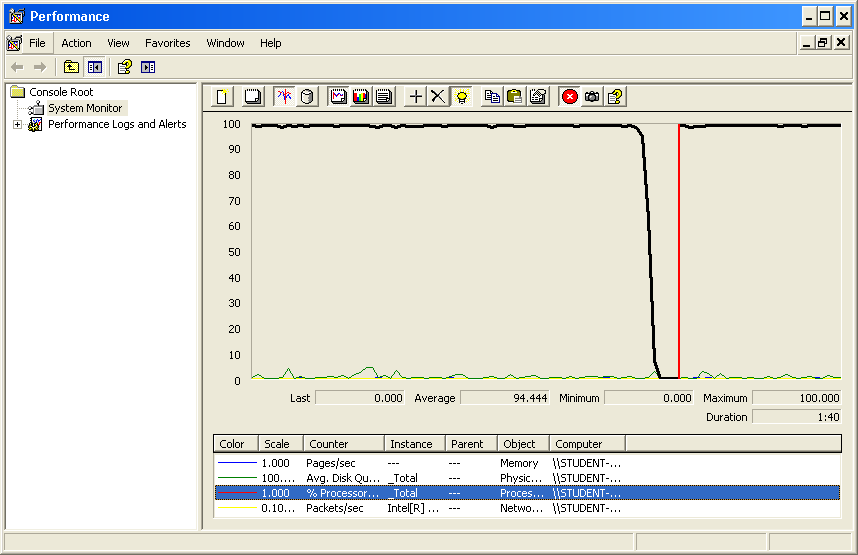 Performance
File Action View Favorites Window Help
Console Root
System Monitor
Performance Logs and Alerts
100
90
80
70
60
50
40
30
20
10
0
Last 0.000 Average 94.444 Minimum 0.000 Maximum 100.000
Duration 1:40
Color Scale Counter Instance Parent Object Computer
1.000 Pages/sec --- --- Memory \\STUDENT-...
100.... Avg. Disk Qu... _Total --- Physic... \\STUDENT-...
1.000 % Processor... _Total --- Proces... \\STUDENT-...
0.10... Packets/sec Intel[R] ... --- Netwo... \\STUDENT-...